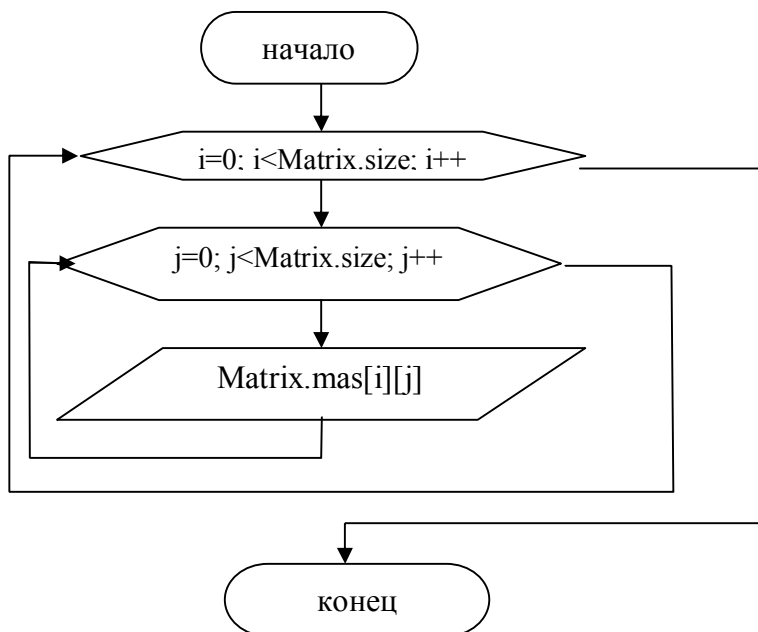 начало
i=0; i<Matrix.size; i++
j=0; j<Matrix.size; j++
Matrix.mas[i][j]
конец